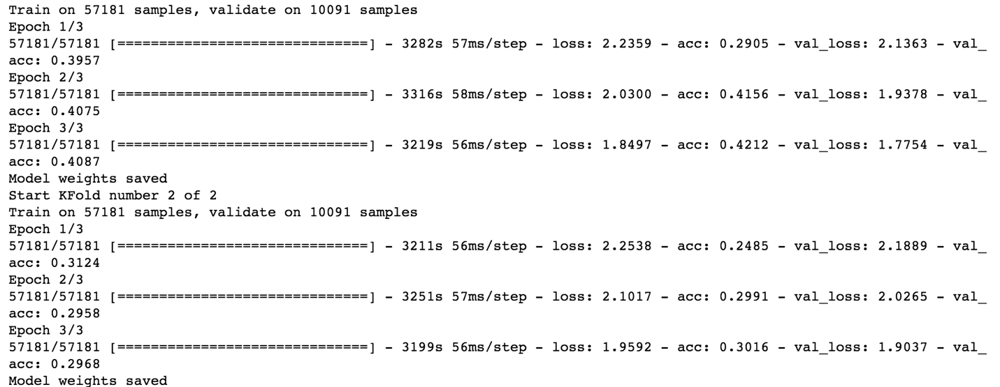 Train on 57181 samples, validate on 10091 samples
Epoch 1/3
57181/57181 [==============================] - 3282s 57ms/step - loss: 2.2359 - acc: 0.2905 - val_loss: 2.1363 - val_
acc: 0.3957
Epoch 2/3
57181/57181 [==============================] - 3316s 58ms/step - loss: 2.0300 - acc: 0.4156 - val_loss: 1.9378 - val_
acc: 0.4075
Epoch 3/3
57181/57181 [==============================] - 3219s 56ms/step - loss: 1.8497 - acc: 0.4212 - val_loss: 1.7754 - val_
acc: 0.4087
Model weights saved
Start KFold number 2 of 2
Train on 57181 samples, validate on 10091 samples
Epoch 1/3
57181/57181 [==============================] - 3211s 56ms/step - loss: 2.2538 - acc: 0.2485 - val_loss: 2.1889 - val_
acc: 0.3124
Epoch 2/3
57181/57181 [==============================] - 3251s 57ms/step - loss: 2.1017 - acc: 0.2991 - val_loss: 2.0265 - val_
acc: 0.2958
Epoch 3/3
57181/57181 [==============================] - 3199s 56ms/step - loss: 1.9592 - acc: 0.3016 - val_loss: 1.9037 - val_
acc: 0.2968
Model weights saved